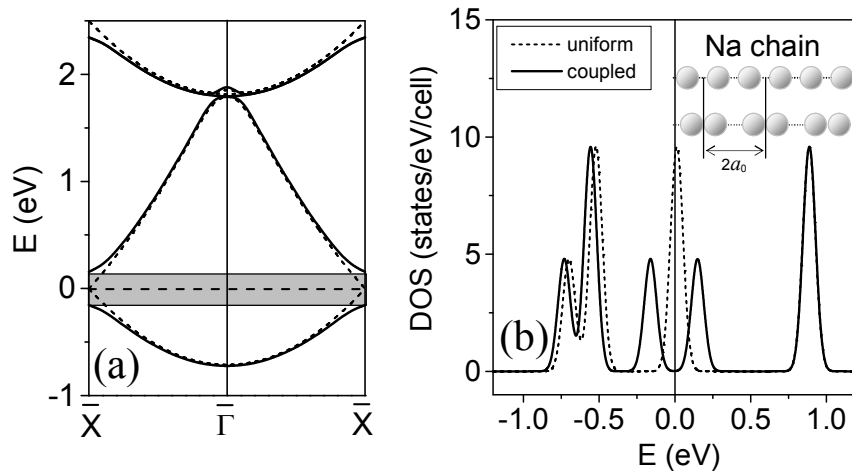 E (eV)
2
1
0
-1
X̅ Γ̅ X̅
(a)
DOS (states/eV/cell)
15
10
5
0
uniform
coupled
Na chain
2a₀
(b)
-1.0 -0.5 0.0 0.5 1.0
E (eV)